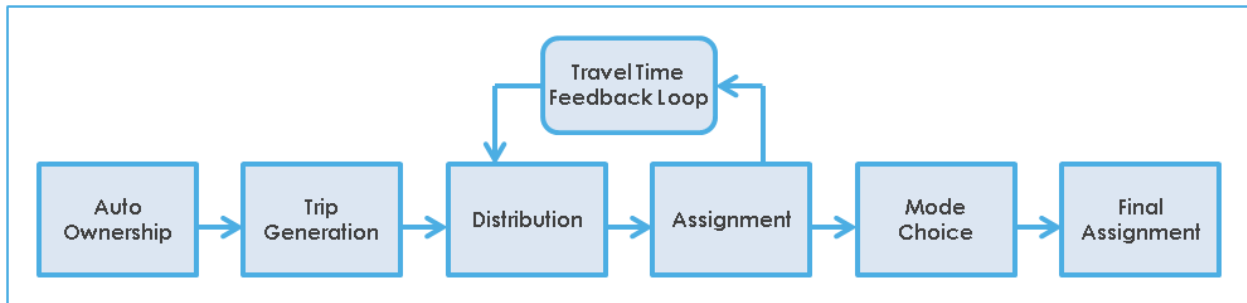 Travel Time
Feedback Loop
Auto
Ownership
Trip
Generation
Distribution
Assignment
Mode
Choice
Final
Assignment